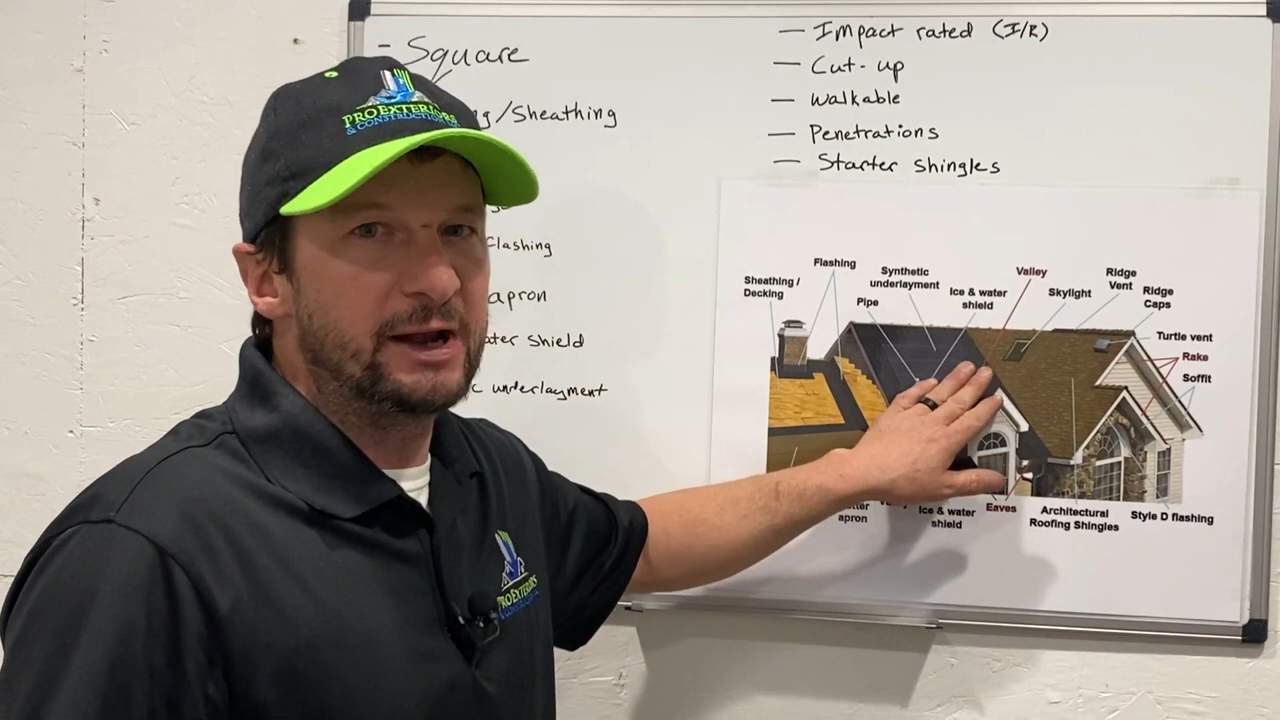 - Square
g/Sheathing
Flashing
apron
ater Shield
c underlayment
— Impact rated (I/R)
— Cut-up
— Walkable
— Penetrations
— Starter Shingles
PROEXTERIORS
& CONSTRUCTION
PROEXTERIORS
& CONSTRUCTION
Sheathing /
Decking
Flashing
Pipe
Synthetic
underlayment
Ice & water
shield
Valley
Skylight
Ridge
Vent
Ridge
Caps
Turtle vent
Rake
Soffit
apron
Ice & water
shield
Eaves
Architectural
Roofing Shingles
Style D flashing